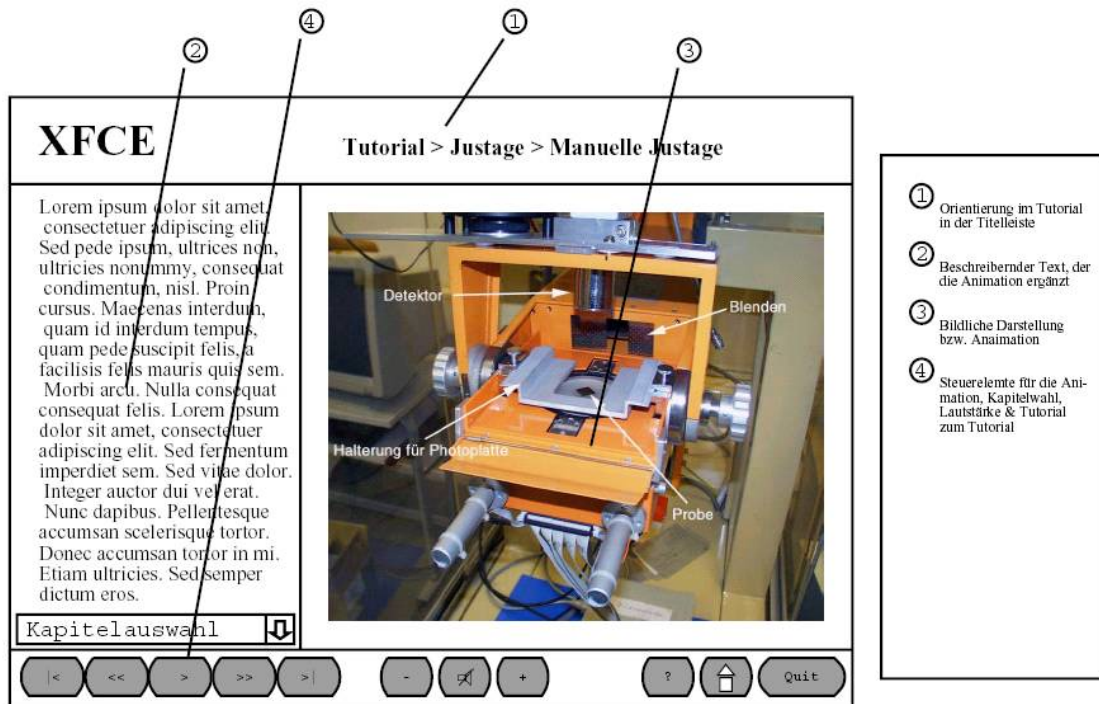 4
1
2
3
XFCE
Tutorial > Justage > Manuelle Justage
Lorem ipsum dolor sit amet,
consectetuer adipiscing elit.
Sed pede ipsum, ultrices non,
ultricies nonummy, consequat
condimentum, nisl. Proin
cursus. Maecenas interdum,
quam id interdum tempus,
quam pede suscipit felis, a
facilisis felis mauris quis sem.
Morbi arcu. Nulla consequat
consequat felis. Lorem ipsum
dolor sit amet, consectetuer
adipiscing elit. Sed fermentum
imperdiet sem. Sed vitae dolor.
Integer auctor dui vel erat.
Nunc dapibus. Pellentesque
accumsan scelerisque tortor.
Donec accumsan tortor in mi.
Etiam ultricies. Sed semper
dictum eros.
Kapitelauswahl
Detektor
Blenden
Halterung für Photoplatte
Probe
|<
<<
>
>>
>|
-
+
?
Quit
1 Orientierung im Tutorial
in der Titelleiste
2 Beschreibernder Text, der
die Animation ergänzt
3 Bildliche Darstellung
bzw. Anaimation
4 Steuerelemte für die Ani-
mation, Kapitelwahl,
Lautstärke & Tutorial
zum Tutorial